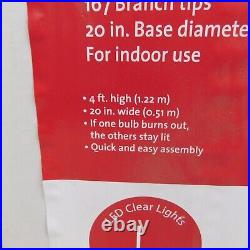 167 Branch tips
20 in. Base diamete
For indoor use
• 4 ft. high (1.22 m)
• 20 in. wide (0.51 m)
• If one bulb burns out,
the others stay lit
• Quick and easy assembly
LED Clear Lights